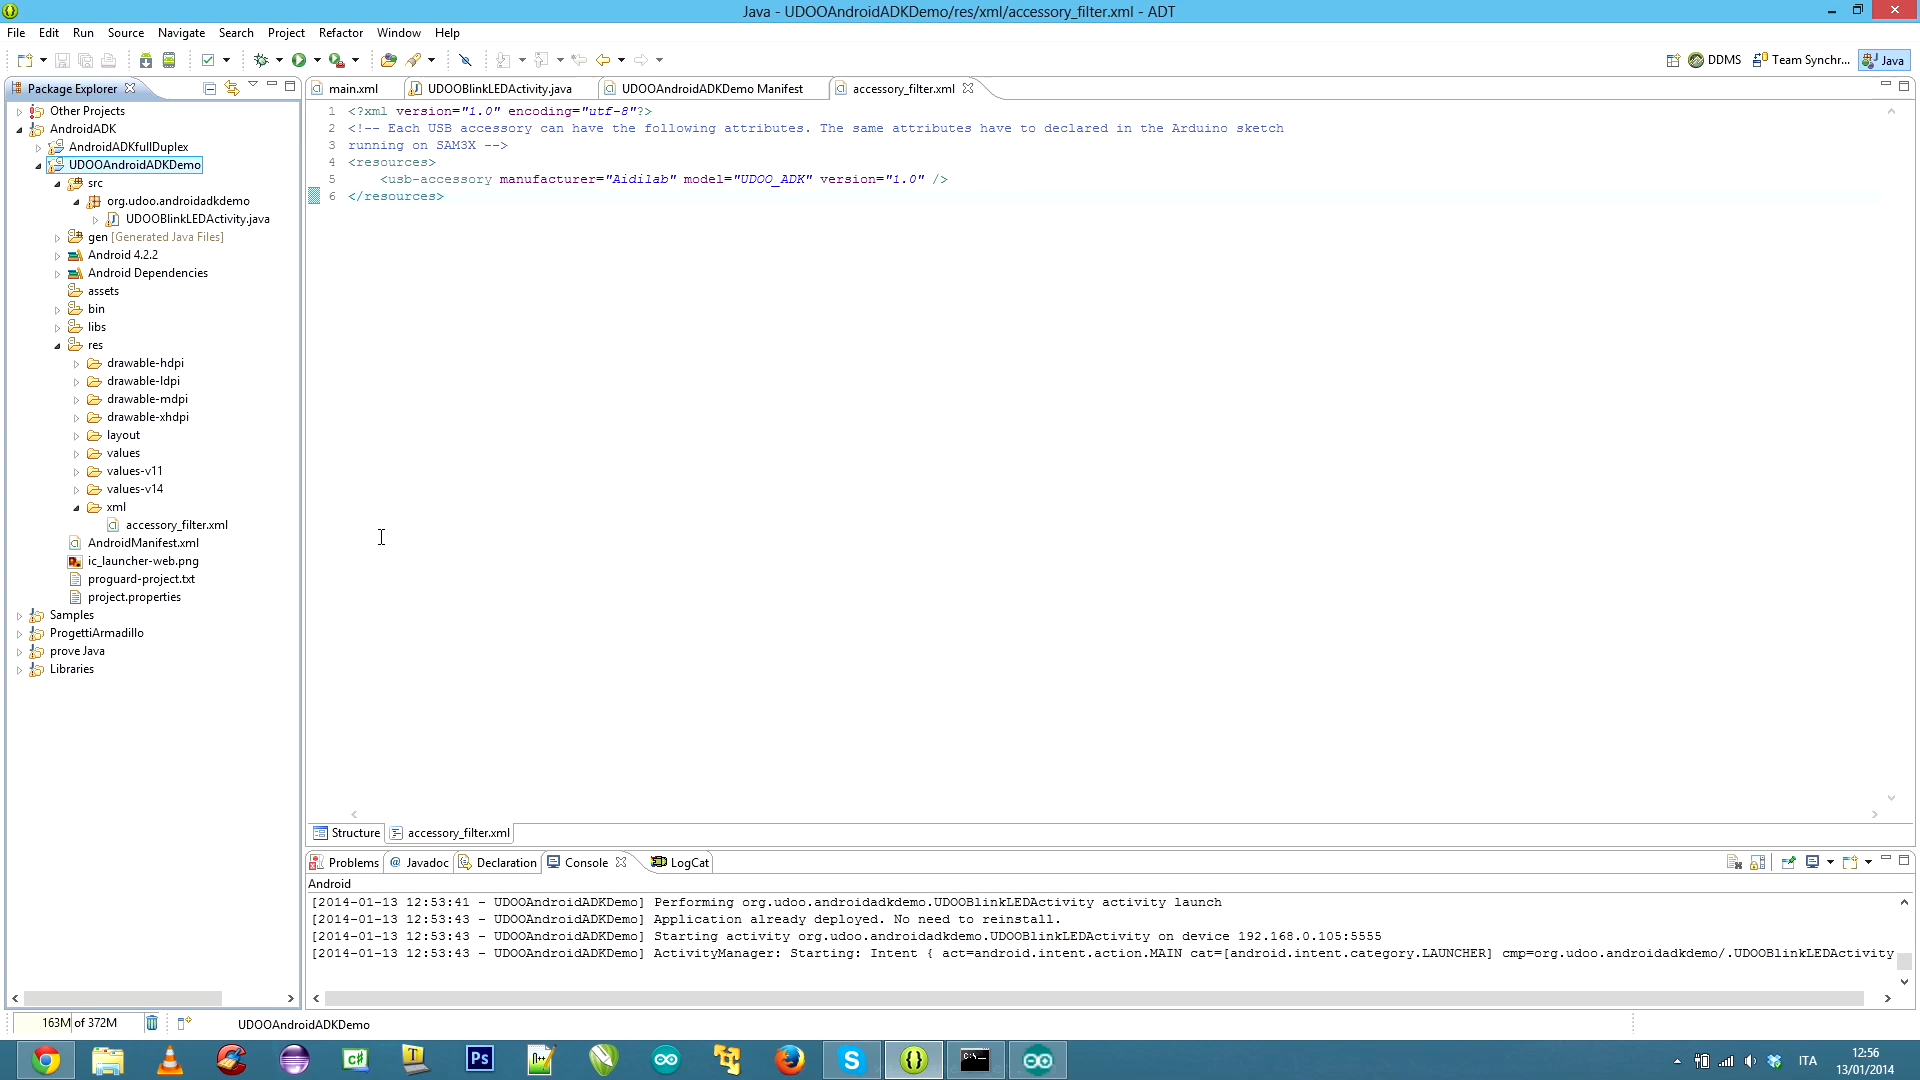 Java - UDOOAndroidADKDemo/res/xml/accessory_filter.xml - ADT
File Edit Run Source Navigate Search Project Refactor Window Help
DDMS Team Synchr... Java
Package Explorer
main.xml UDOOBlinkLEDActivity.java UDOOAndroidADKDemo Manifest accessory_filter.xml
Other Projects
AndroidADK
AndroidADKfullDuplex
UDOOAndroidADKDemo
src
org.udoo.androidadkdemo
UDOOBlinkLEDActivity.java
gen [Generated Java Files]
Android 4.2.2
Android Dependencies
assets
bin
libs
res
drawable-hdpi
drawable-ldpi
drawable-mdpi
drawable-xhdpi
layout
values
values-v11
values-v14
xml
accessory_filter.xml
AndroidManifest.xml
ic_launcher-web.png
proguard-project.txt
project.properties
Samples
ProgettiArmadillo
prove Java
Libraries
1 <?xml version="1.0" encoding="utf-8"?>
2 <!-- Each USB accessory can have the following attributes. The same attributes have to declared in the Arduino sketch
3 running on SAM3X -->
4 <resources>
5 <usb-accessory manufacturer="Aidilab" model="UDOO_ADK" version="1.0" />
6 </resources>
Structure accessory_filter.xml
Problems @ Javadoc Declaration Console LogCat
Android
[2014-01-13 12:53:41 - UDOOAndroidADKDemo] Performing org.udoo.androidadkdemo.UDOOBlinkLEDActivity activity launch
[2014-01-13 12:53:43 - UDOOAndroidADKDemo] Application already deployed. No need to reinstall.
[2014-01-13 12:53:43 - UDOOAndroidADKDemo] Starting activity org.udoo.androidadkdemo.UDOOBlinkLEDActivity on device 192.168.0.105:5555
[2014-01-13 12:53:43 - UDOOAndroidADKDemo] ActivityManager: Starting: Intent { act=android.intent.action.MAIN cat=[android.intent.category.LAUNCHER] cmp=org.udoo.androidadkdemo/.UDOOBlinkLEDActivity
163M of 372M
UDOOAndroidADKDemo
ITA
12:56
13/01/2014